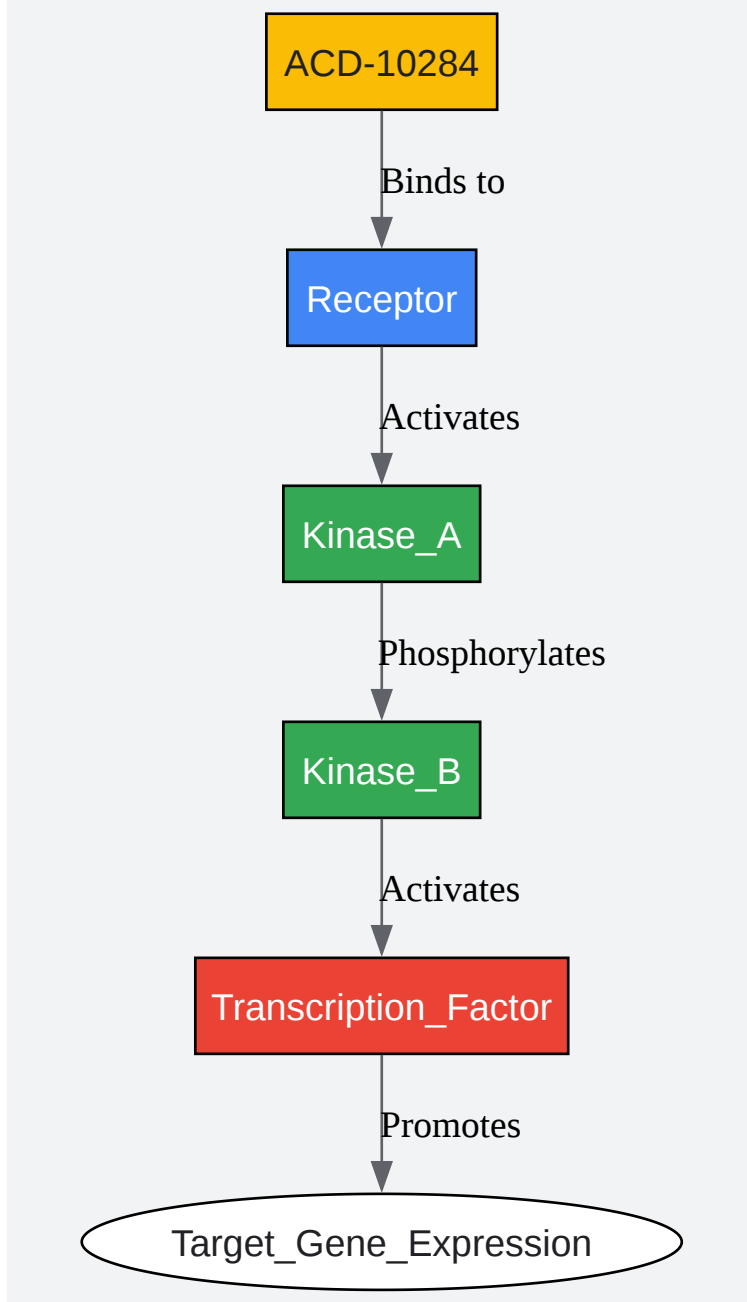 ACD-10284
Binds to
Receptor
Activates
Kinase_A
Phosphorylates
Kinase_B
Activates
Transcription_Factor
Promotes
Target_Gene_Expression